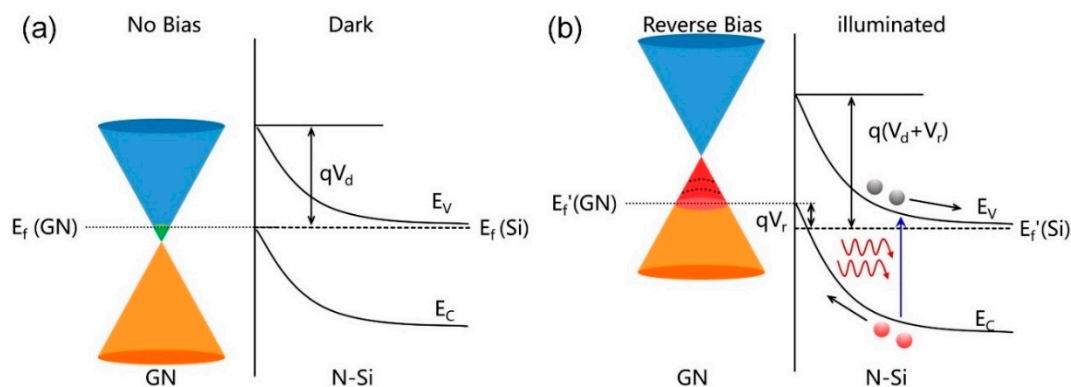 (a)
No Bias
Dark
qV_d
E_V
E_f (GN)
E_f (Si)
E_C
GN
N-Si
(b)
Reverse Bias
illuminated
q(V_d+V_r)
E_V
E_f'(GN)
qV_r
E_f'(Si)
E_C
GN
N-Si